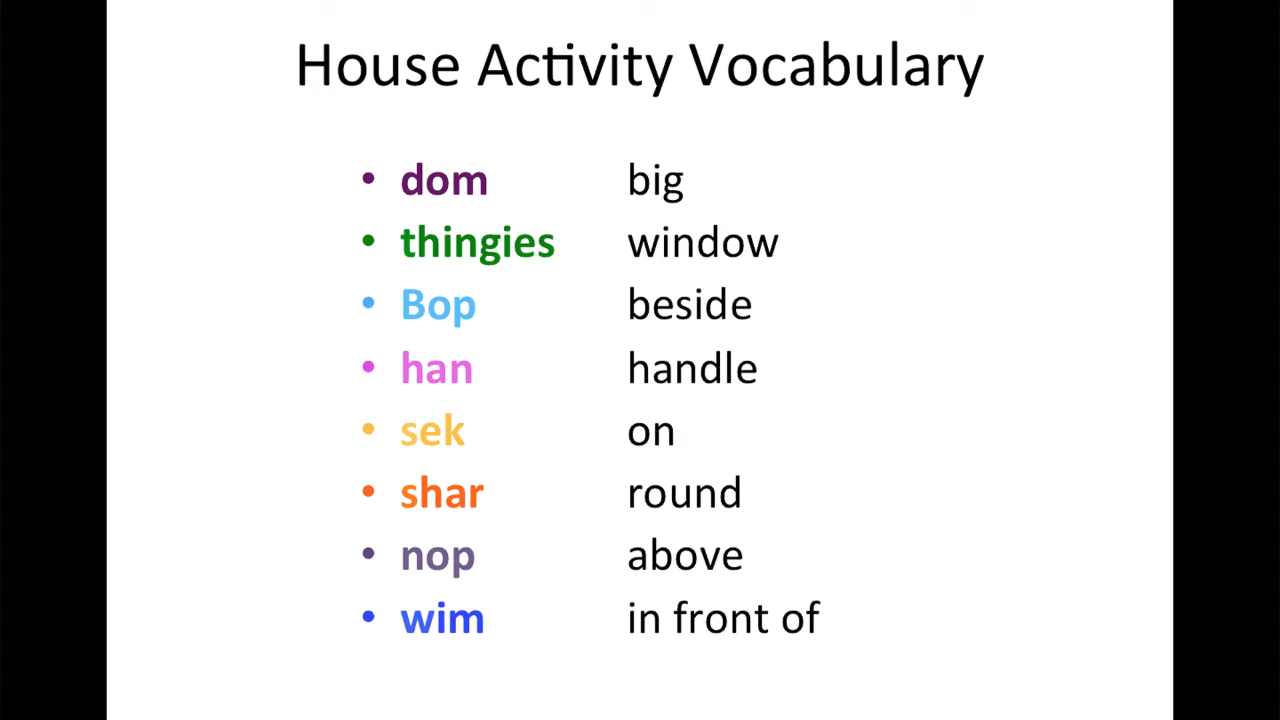 House Activity Vocabulary
• dom big
• thingies window
• Bop beside
• han handle
• sek on
• shar round
• nop above
• wim in front of